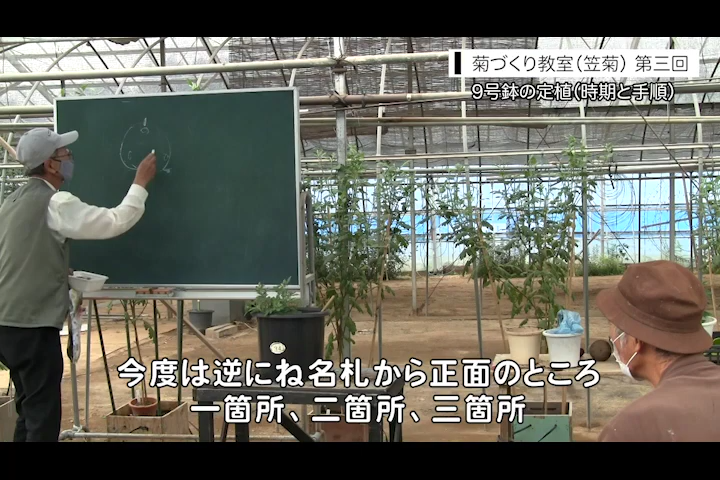 菊づくり教室(笠菊) 第三回
9号鉢の定植(時期と手順)
今度は逆にね名札から正面のところ
一箇所、二箇所、三箇所